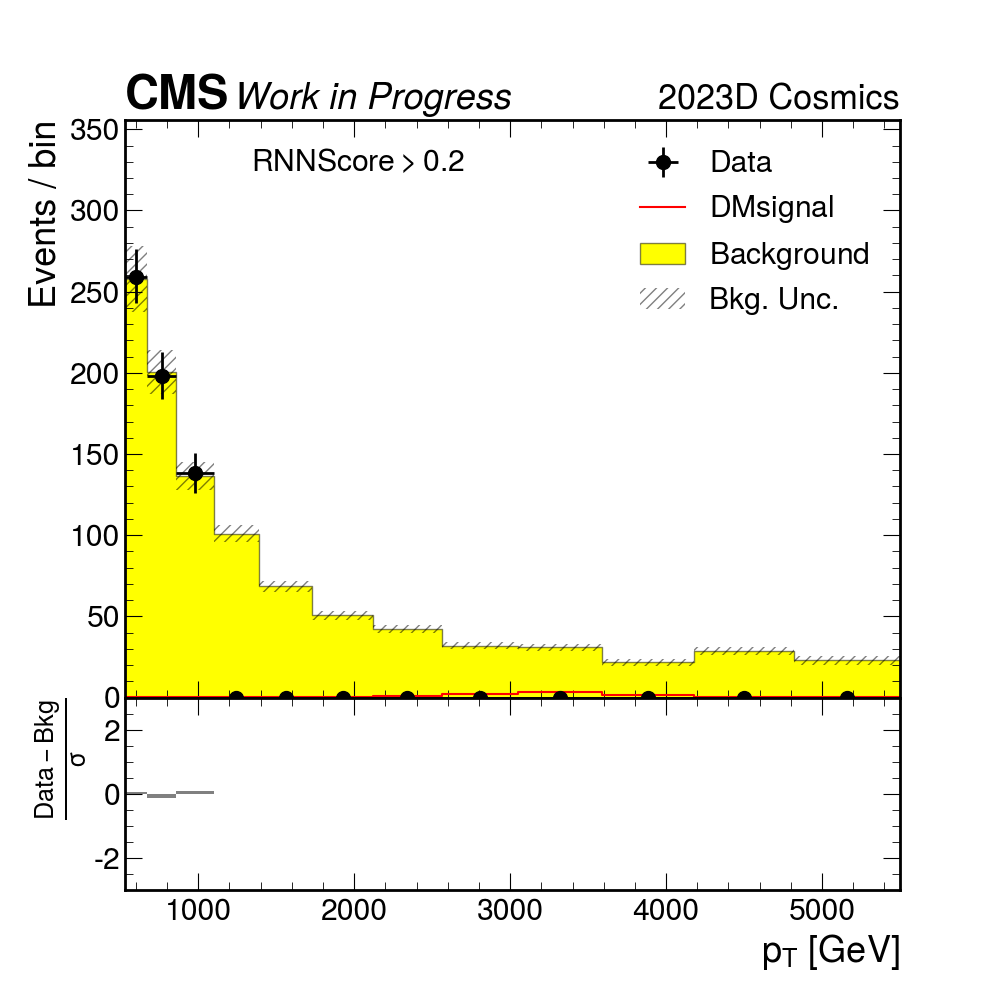 CMS Work in Progress 2023D Cosmics
Events / bin
350
300
250
200
150
100
50
0
RNNScore > 0.2
Data
DMsignal
Background
Bkg. Unc.
Data – Bkg
σ
2
0
-2
1000 2000 3000 4000 5000
pT [GeV]